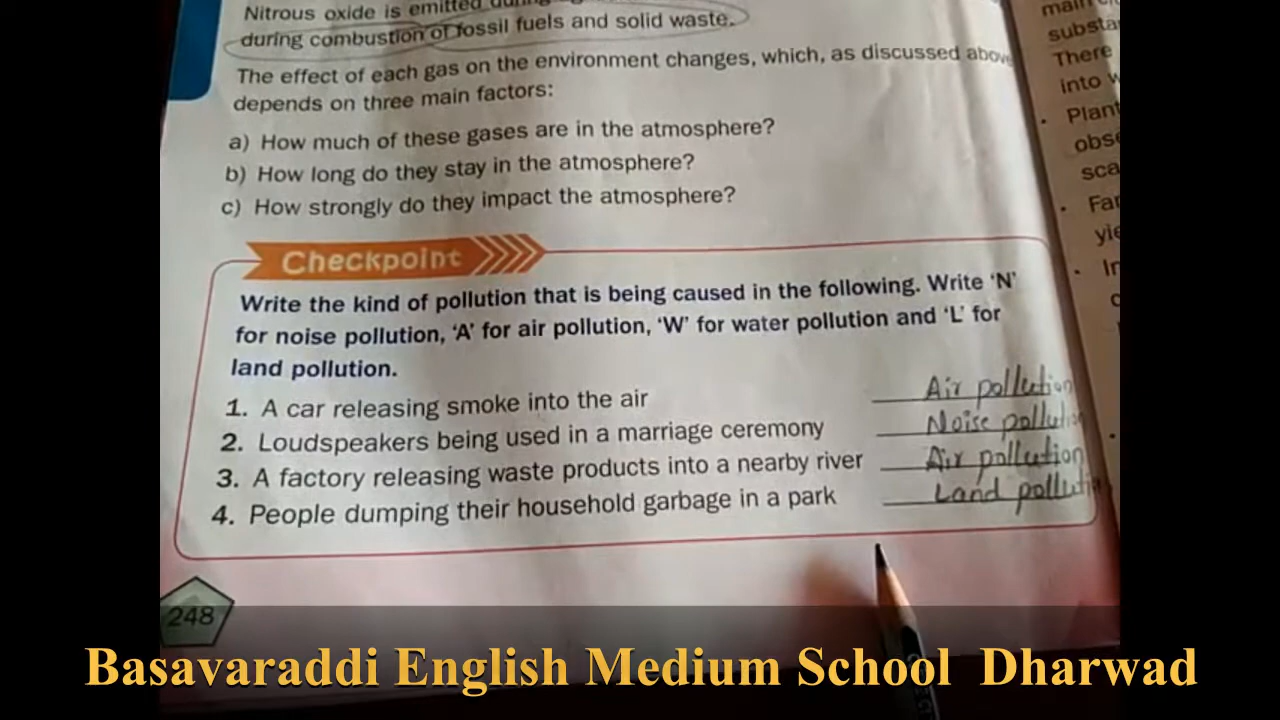 Nitrous oxide is emitted during
during combustion of fossil fuels and solid waste.
The effect of each gas on the environment changes, which, as discussed above
depends on three main factors:
a) How much of these gases are in the atmosphere?
b) How long do they stay in the atmosphere?
c) How strongly do they impact the atmosphere?
Checkpoint
Write the kind of pollution that is being caused in the following. Write ‘N’
for noise pollution, ‘A’ for air pollution, ‘W’ for water pollution and ‘L’ for
land pollution.
1. A car releasing smoke into the air Air pollution
2. Loudspeakers being used in a marriage ceremony Noise pollution
3. A factory releasing waste products into a nearby river Air pollution
4. People dumping their household garbage in a park Land pollution
248
There
into
Plant
Basavaraddi English Medium School Dharwad